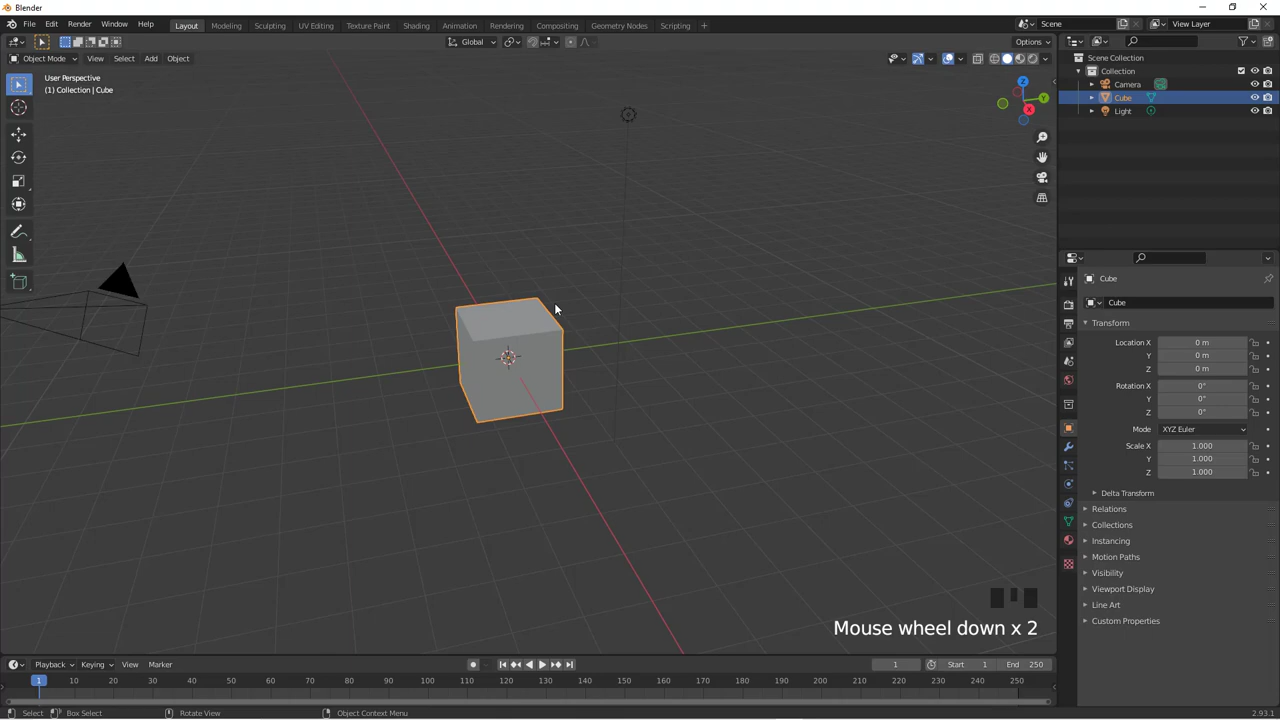 Blender
File Edit Render Window Help Layout Modeling Sculpting UV Editing Texture Paint Shading Animation Rendering Compositing Geometry Nodes Scripting + Scene View Layer
Global Options
Object Mode View Select Add Object
User Perspective
(1) Collection | Cube
Z
Y
X
Scene Collection
Collection
Camera
Cube
Light
Cube
Cube
Transform
Location X 0 m
Y 0 m
Z 0 m
Rotation X 0°
Y 0°
Z 0°
Mode XYZ Euler
Scale X 1.000
Y 1.000
Z 1.000
Delta Transform
Relations
Collections
Instancing
Motion Paths
Visibility
Viewport Display
Line Art
Custom Properties
Mouse wheel down x 2
Playback Keying View Marker 1 Start 1 End 250
1 10 20 30 40 50 60 70 80 90 100 110 120 130 140 150 160 170 180 190 200 210 220 230 240 250
Select Box Select Rotate View Object Context Menu 2.93.1